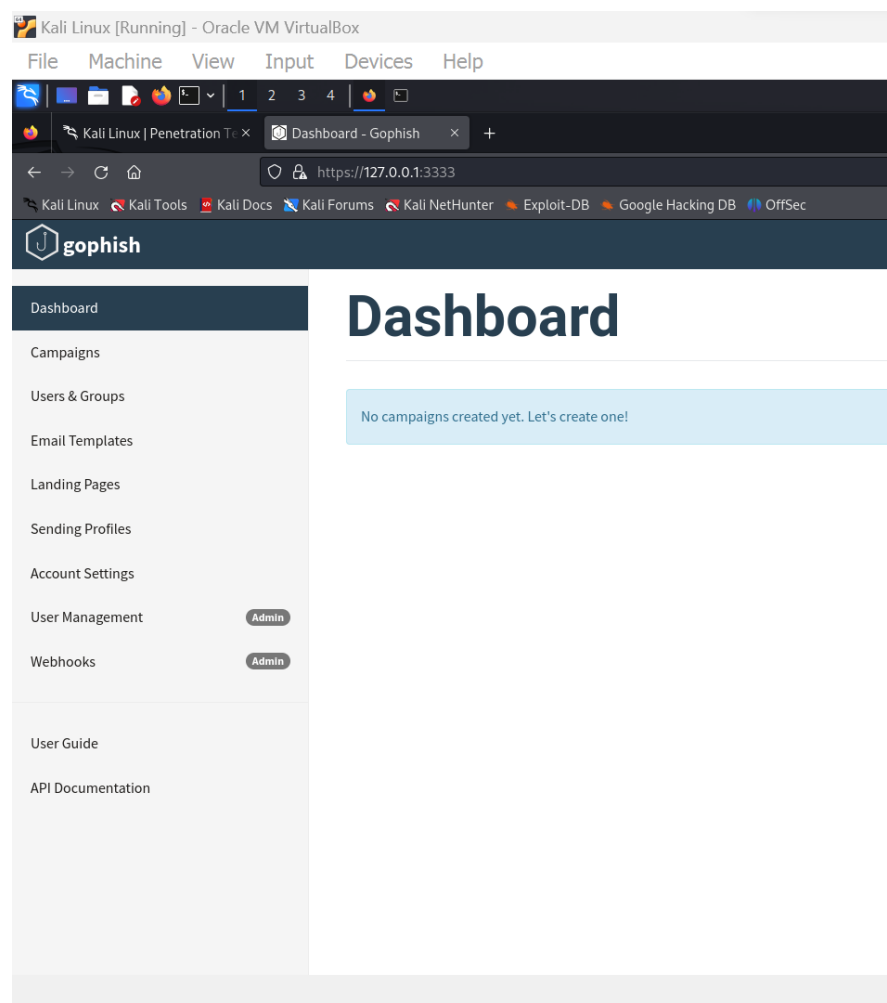 Kali Linux [Running] - Oracle VM VirtualBox
File Machine View Input Devices Help
1 2 3 4
Kali Linux | Penetration Te × Dashboard - Gophish × +
https://127.0.0.1:3333
Kali Linux Kali Tools Kali Docs Kali Forums Kali NetHunter Exploit-DB Google Hacking DB OffSec
gophish
Dashboard
Dashboard
Campaigns
No campaigns created yet. Let's create one!
Users & Groups
Email Templates
Landing Pages
Sending Profiles
Account Settings
User Management Admin
Webhooks Admin
User Guide
API Documentation